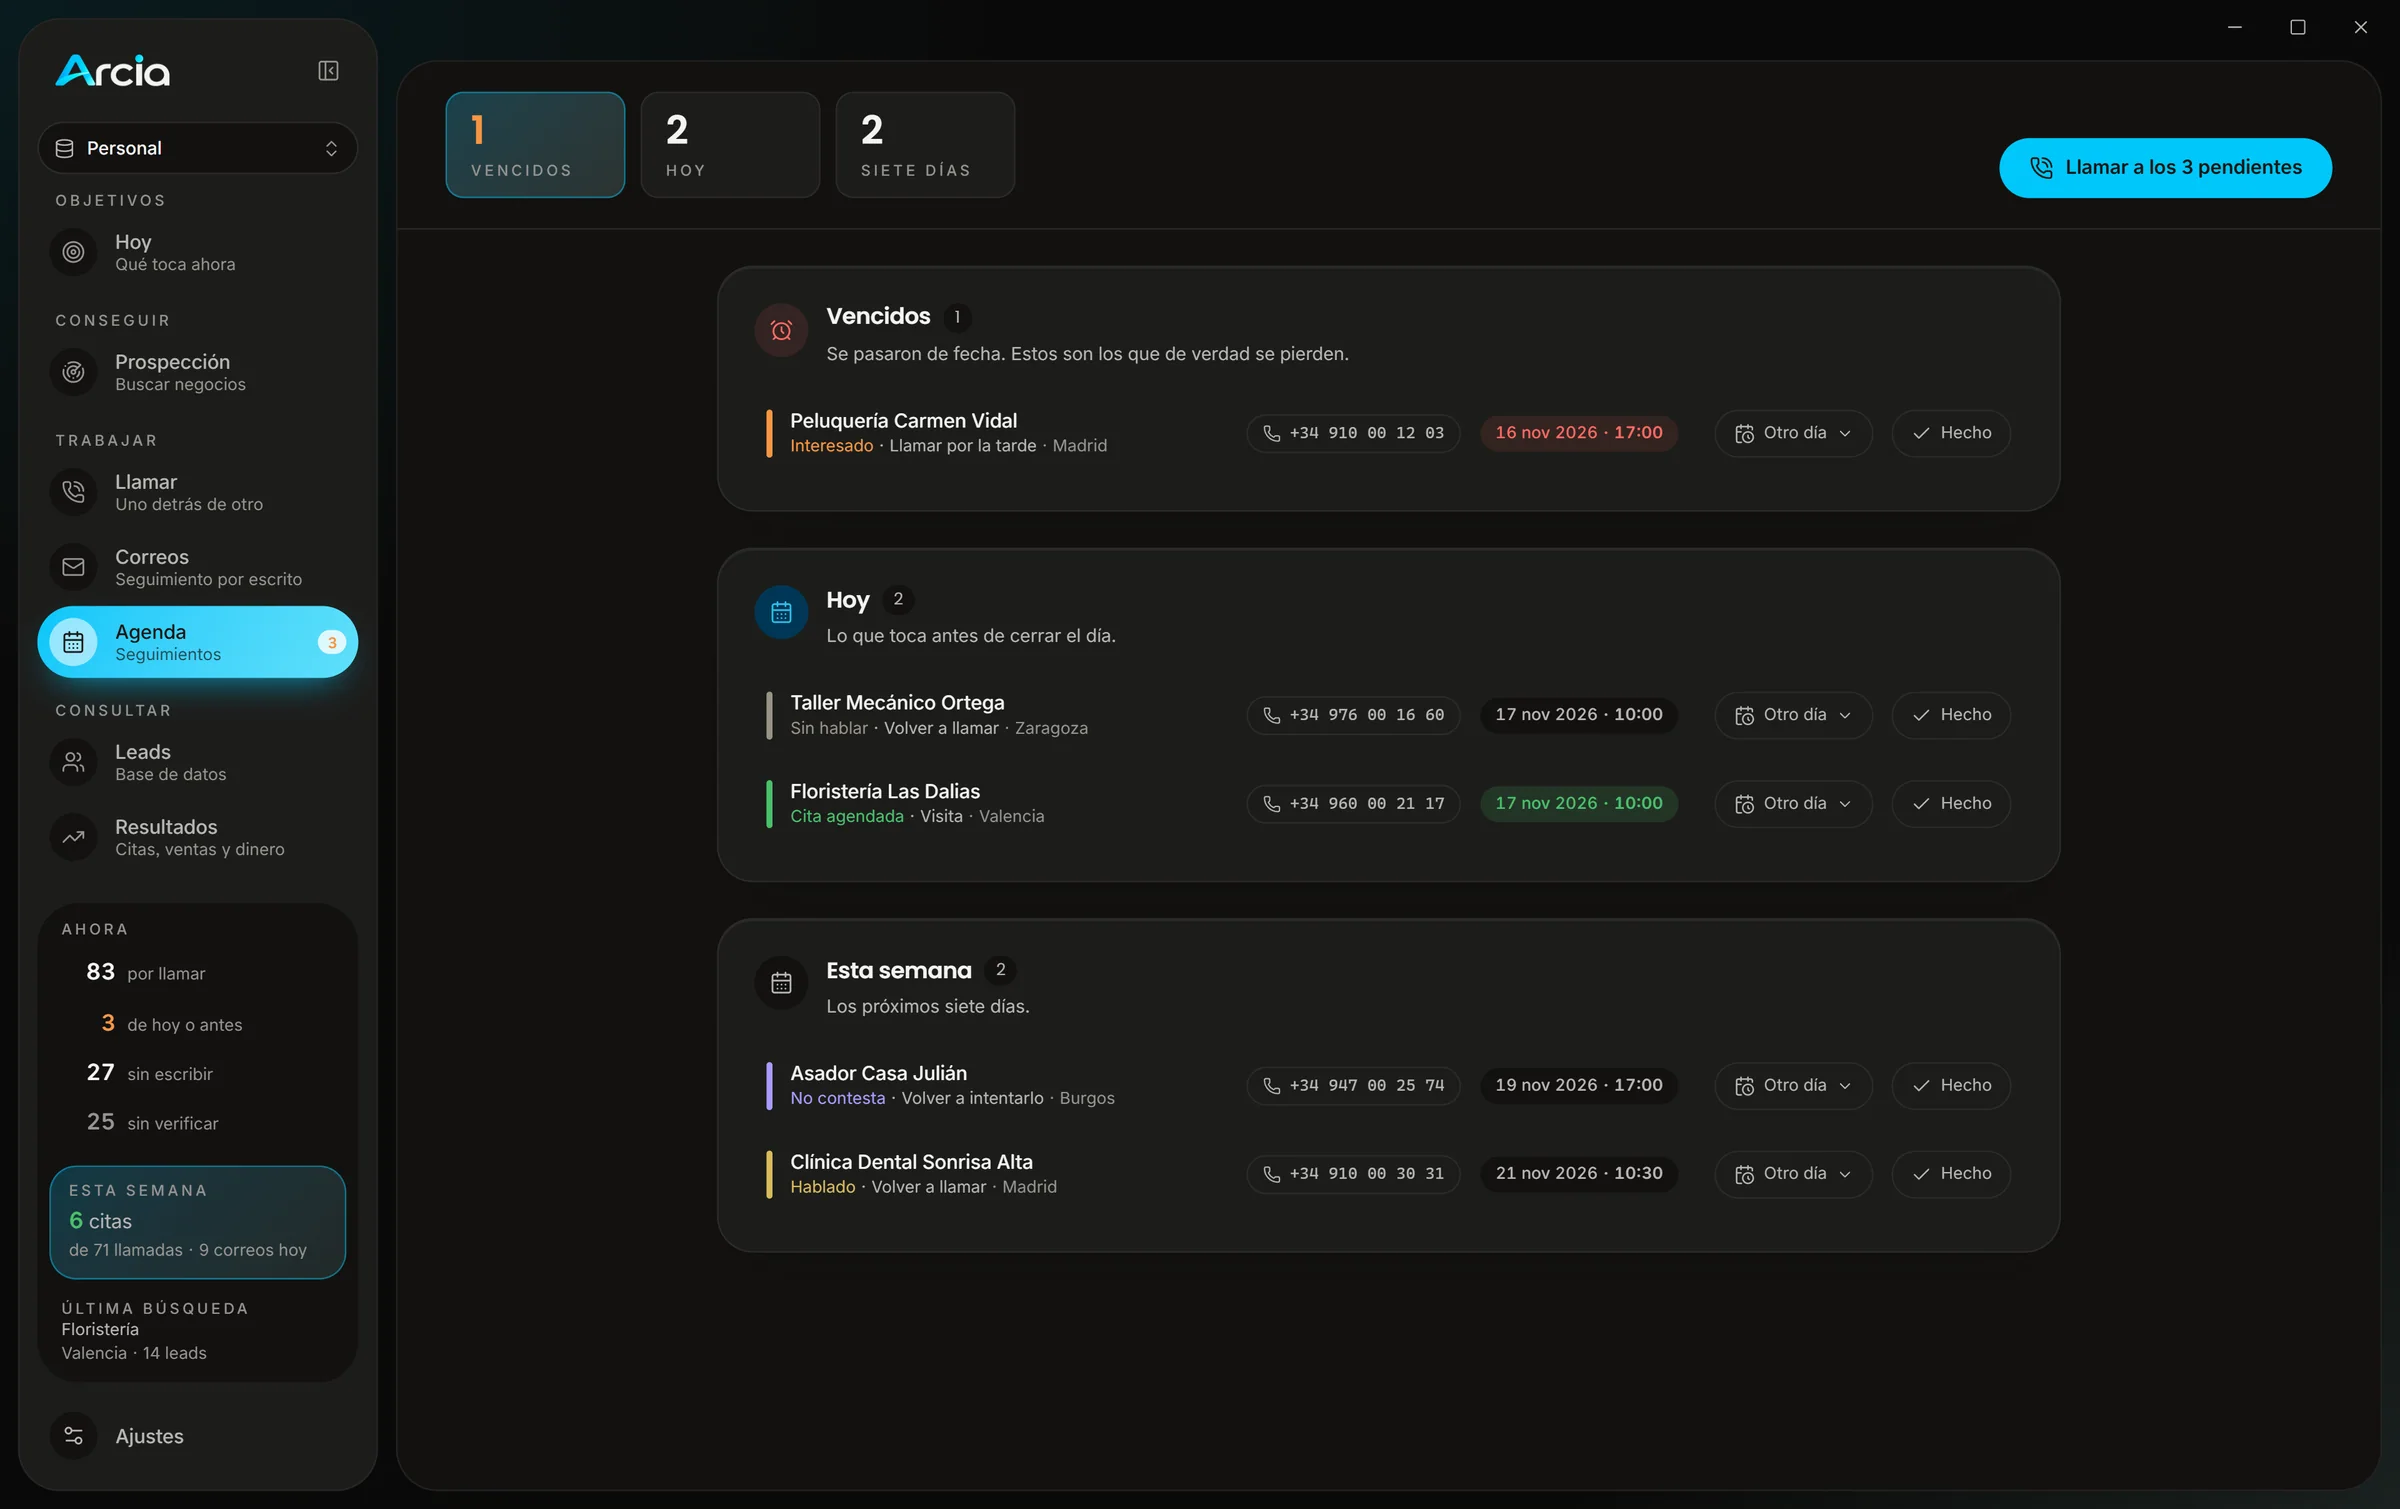 Arcia
Personal
OBJETIVOS
Hoy
Qué toca ahora
CONSEGUIR
Prospección
Buscar negocios
TRABAJAR
Llamar
Uno detrás de otro
Correos
Seguimiento por escrito
Agenda
Seguimientos
3
CONSULTAR
Leads
Base de datos
Resultados
Citas, ventas y dinero
AHORA
83 por llamar
3 de hoy o antes
27 sin escribir
25 sin verificar
ESTA SEMANA
6 citas
de 71 llamadas · 9 correos hoy
ÚLTIMA BÚSQUEDA
Floristería
Valencia · 14 leads
Ajustes
1
VENCIDOS
2
HOY
2
SIETE DÍAS
Llamar a los 3 pendientes
Vencidos 1
Se pasaron de fecha. Estos son los que de verdad se pierden.
Peluquería Carmen Vidal
Interesado · Llamar por la tarde · Madrid
+34 910 00 12 03
16 nov 2026 · 17:00
Otro día
Hecho
Hoy 2
Lo que toca antes de cerrar el día.
Taller Mecánico Ortega
Sin hablar · Volver a llamar · Zaragoza
+34 976 00 16 60
17 nov 2026 · 10:00
Otro día
Hecho
Floristería Las Dalias
Cita agendada · Visita · Valencia
+34 960 00 21 17
17 nov 2026 · 10:00
Otro día
Hecho
Esta semana 2
Los próximos siete días.
Asador Casa Julián
No contesta · Volver a intentarlo · Burgos
+34 947 00 25 74
19 nov 2026 · 17:00
Otro día
Hecho
Clínica Dental Sonrisa Alta
Hablado · Volver a llamar · Madrid
+34 910 00 30 31
21 nov 2026 · 10:30
Otro día
Hecho